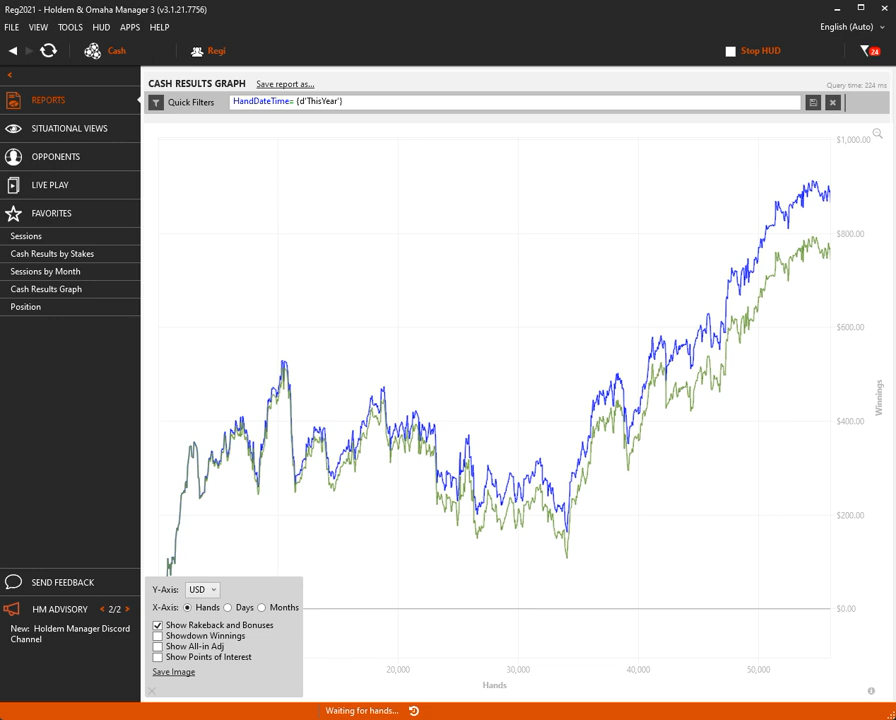 Reg2021 - Holdem & Omaha Manager 3 (v3.1.21.7756)
FILE VIEW TOOLS HUD APPS HELP
English (Auto)
Cash
Regi
Stop HUD
24
REPORTS
SITUATIONAL VIEWS
OPPONENTS
LIVE PLAY
FAVORITES
Sessions
Cash Results by Stakes
Sessions by Month
Cash Results Graph
Position
SEND FEEDBACK
HM ADVISORY < 2/2 >
New: Holdem Manager Discord
Channel
CASH RESULTS GRAPH
Save report as...
Query time: 224 ms
Quick Filters
HandDateTime= {d'ThisYear'}
$1,000.00
$800.00
$600.00
$400.00
$200.00
$0.00
Winnings
20,000
30,000
40,000
50,000
Hands
Y-Axis: USD
X-Axis: Hands Days Months
Show Rakeback and Bonuses
Showdown Winnings
Show All-in Adj
Show Points of Interest
Save Image
Waiting for hands...